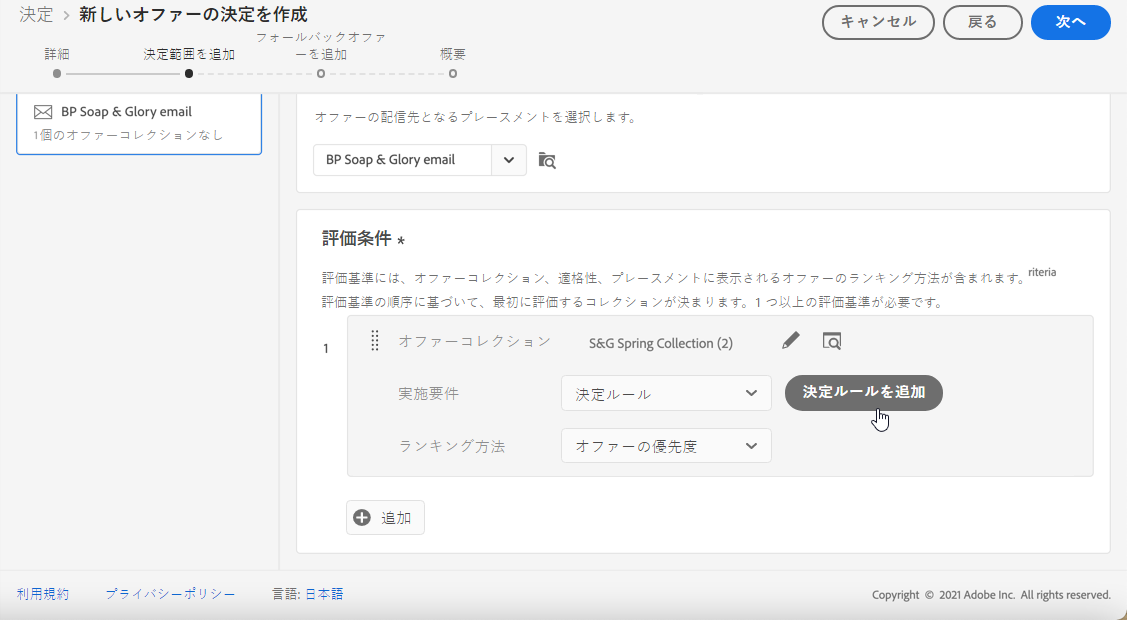 決定 > 新しいオファーの決定を作成
キャンセル
戻る
次へ
詳細
決定範囲を追加
フォールバックオファ
ーを追加
概要
BP Soap & Glory email
1個のオファーコレクションなし
オファーの配信先となるプレースメントを選択します。
BP Soap & Glory email
評価条件 *
評価基準には、オファーコレクション、適格性、プレースメントに表示されるオファーのランキング方法が含まれます。riteria
評価基準の順序に基づいて、最初に評価するコレクションが決まります。1 つ以上の評価基準が必要です。
1
オファーコレクション
S&G Spring Collection (2)
実施要件
決定ルール
決定ルールを追加
ランキング方法
オファーの優先度
追加
利用規約
プライバシーポリシー
言語: 日本語
Copyright © 2021 Adobe Inc. All rights reserved.